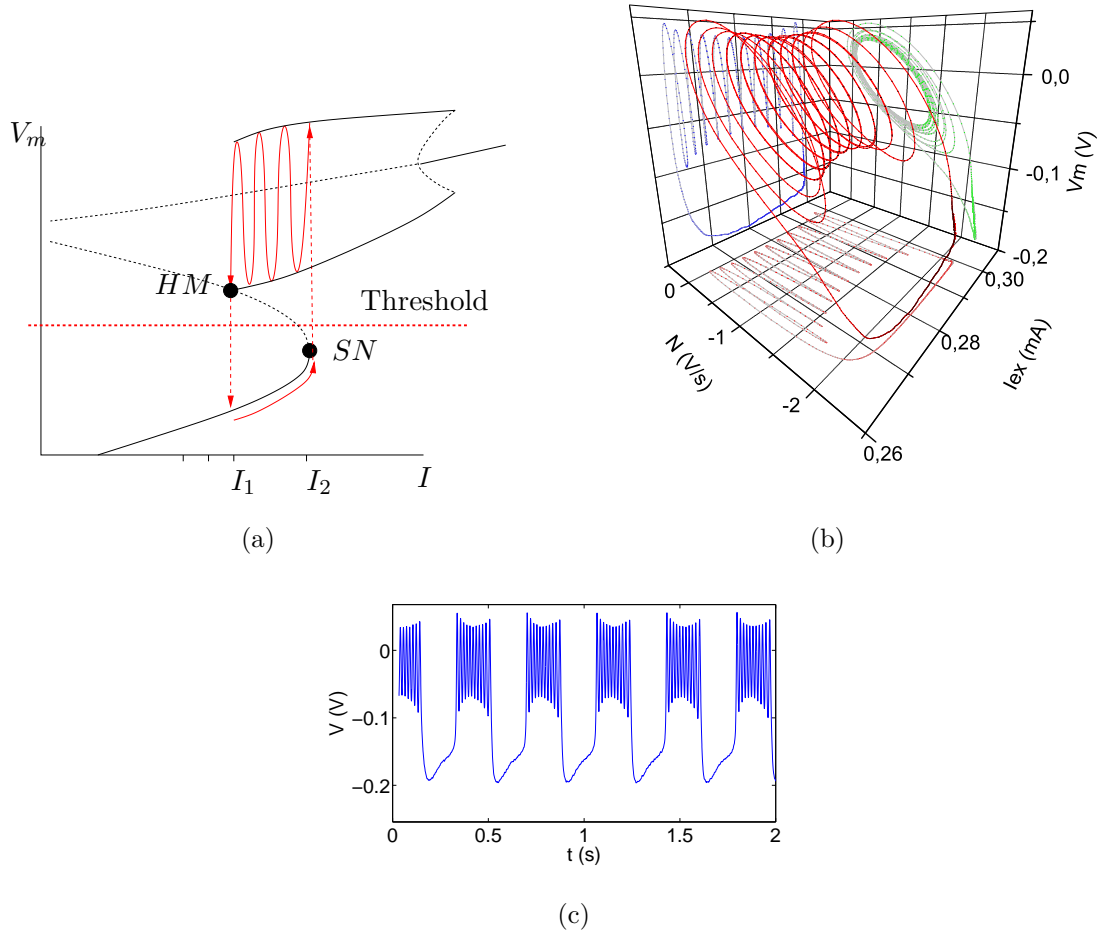 V_m
HM
Threshold
SN
I_1
I_2
I
(a)
0,0
-0,1
-0,2
Vm (V)
0,30
0,28
0,26
Iex (mA)
0
-1
-2
N (V/s)
(b)
0
−0.1
−0.2
V (V)
0
0.5
1
1.5
2
t (s)
(c)